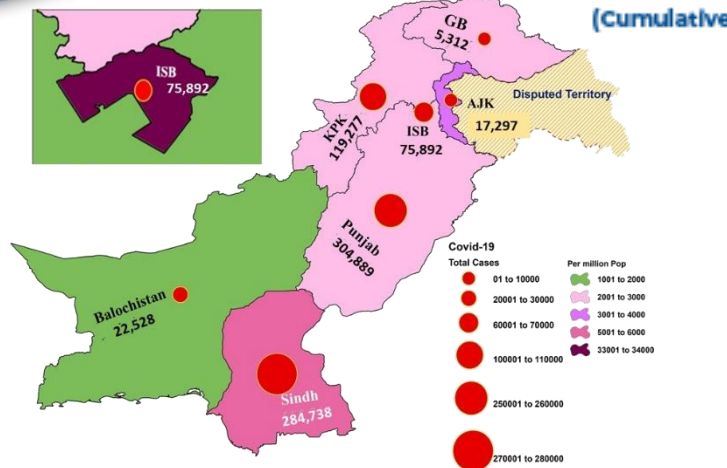 (Cumulative
GB
5,312
ISB
75,892
Disputed Territory
AJK
17,297
KPK
119,277
ISB
75,892
Punjab
304,889
Balochistan
22,528
Sindh
284,738
Covid-19
Total Cases
01 to 10000
20001 to 30000
60001 to 70000
100001 to 110000
250001 to 260000
270001 to 280000
Per million Pop
1001 to 2000
2001 to 3000
3001 to 4000
5001 to 6000
33001 to 34000